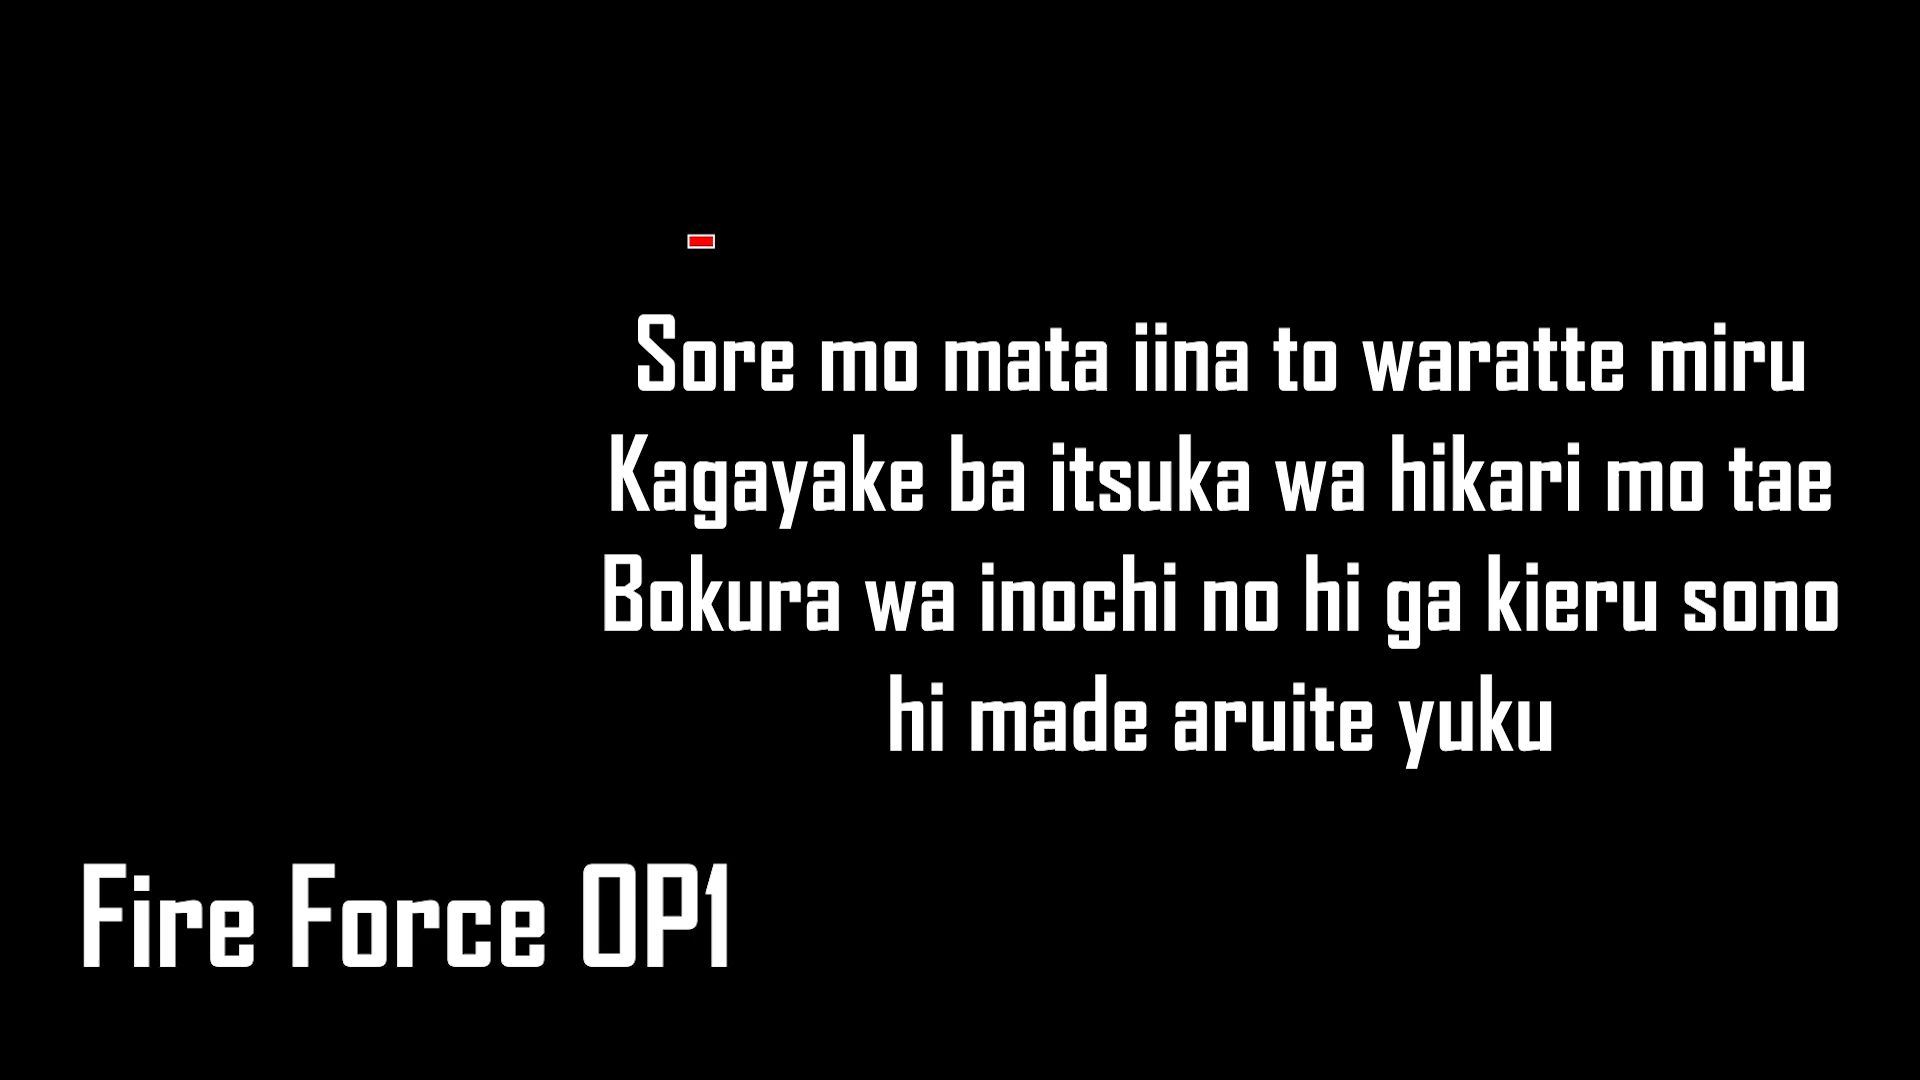 Sore mo mata iina to waratte miru
Kagayake ba itsuka wa hikari mo tae
Bokura wa inochi no hi ga kieru sono
hi made aruite yuku
Fire Force OP1